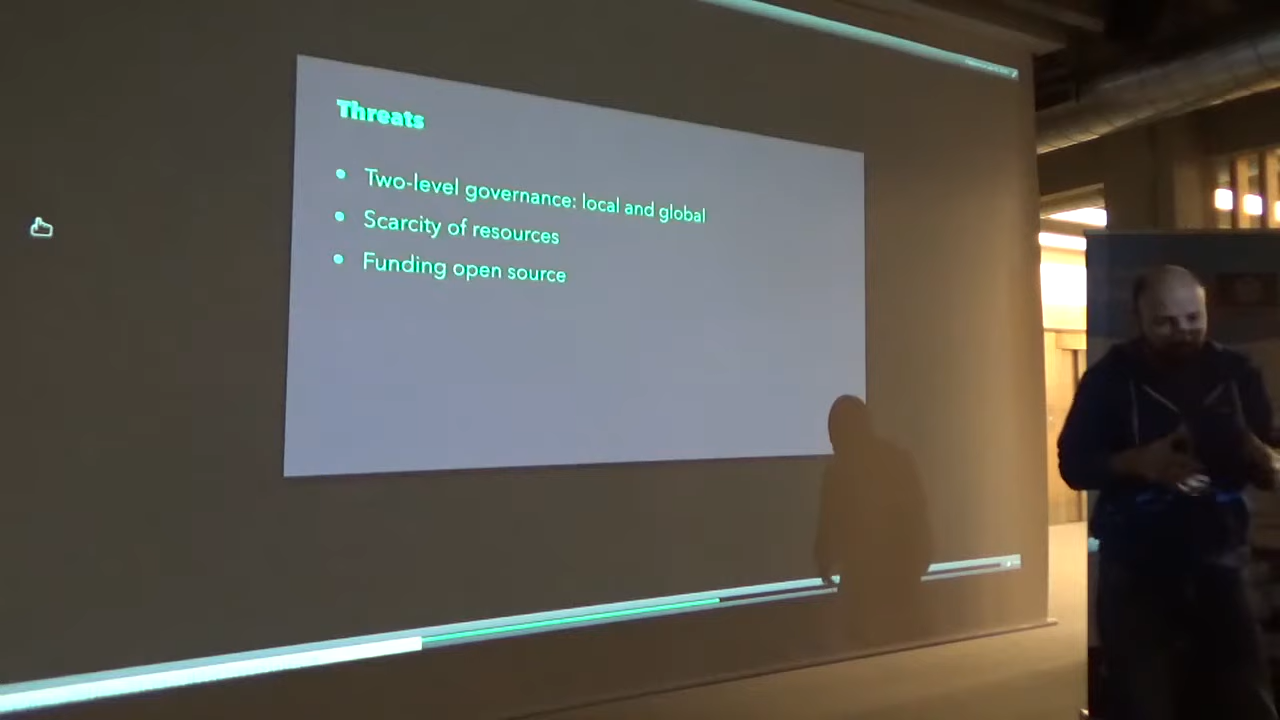 Threats
Two-level governance: local and global
Scarcity of resources
Funding open source